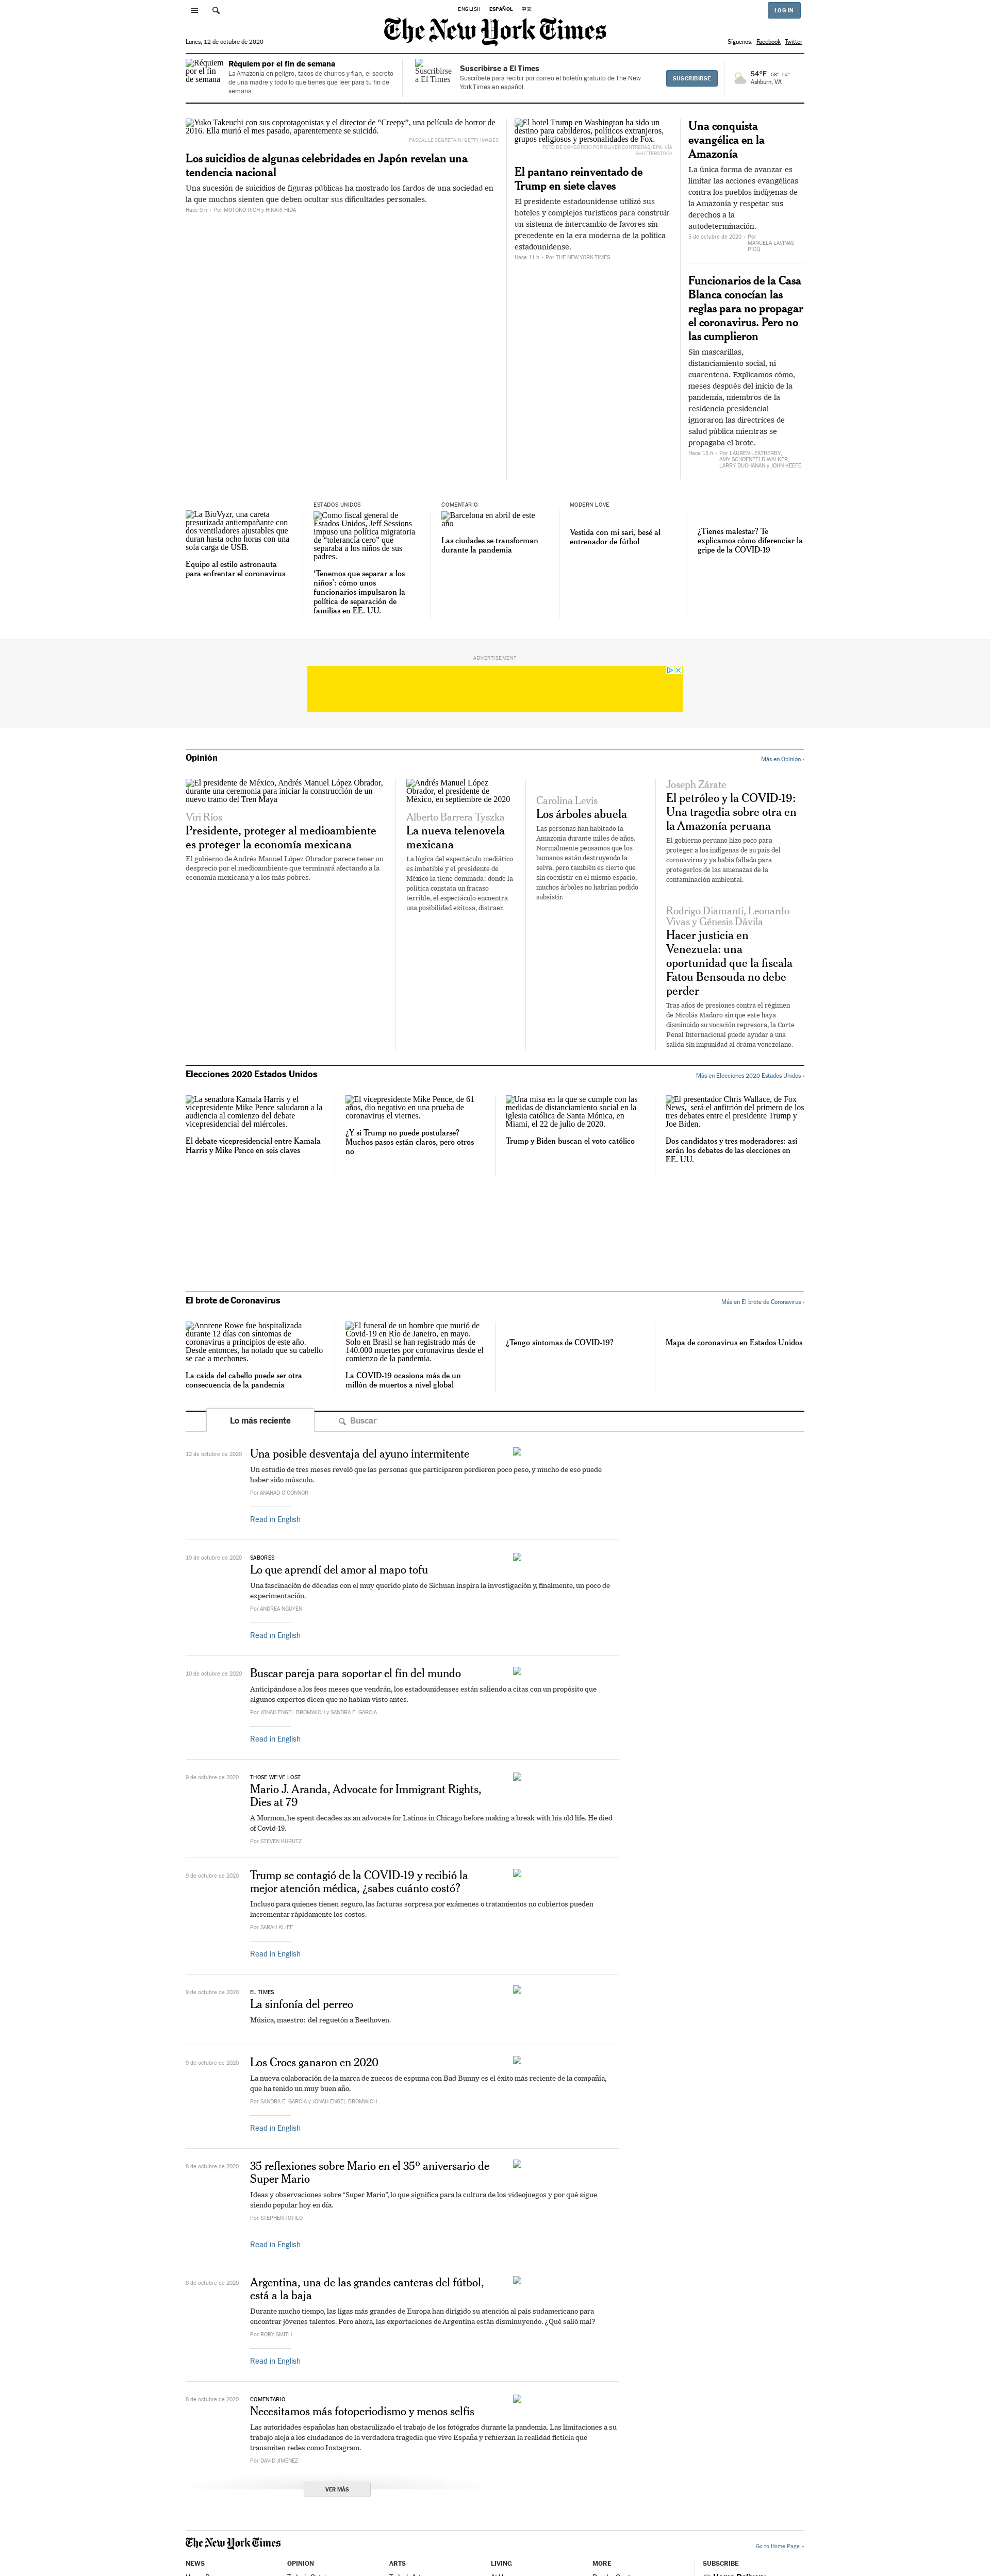 ENGLISH ESPAÑOL 中文
LOG IN
The New York Times
Lunes, 12 de octubre de 2020
Síguenos: Facebook Twitter
Réquiem por el fin de semana
Réquiem por el fin de semana
La Amazonía en peligro, tacos de churros y flan, el secreto de una madre y todo lo que tienes que leer para tu fin de semana.
Suscribirse a El Times
Suscribirse a El Times
Suscríbete para recibir por correo el boletín gratuito de The New York Times en español.
SUSCRIBIRSE
54°F 58° 54°
Ashburn, VA
Yuko Takeuchi con sus coprotagonistas y el director de “Creepy”, una película de horror de 2016. Ella murió el mes pasado, aparentemente se suicidó.
PASCAL LE SEGRETAIN/GETTY IMAGES
Los suicidios de algunas celebridades en Japón revelan una tendencia nacional
Una sucesión de suicidios de figuras públicas ha mostrado los fardos de una sociedad en la que muchos sienten que deben ocultar sus dificultades personales.
Hace 6 h • Por MOTOKO RICH y HIKARI HIDA
El hotel Trump en Washington ha sido un destino para cabilderos, políticos extranjeros, grupos religiosos y personalidades de Fox.
FOTO DE CONSORCIO POR OLIVER CONTRERAS/EPA, VÍA SHUTTERSTOCK
El pantano reinventado de Trump en siete claves
El presidente estadounidense utilizó sus hoteles y complejos turísticos para construir un sistema de intercambio de favores sin precedente en la era moderna de la política estadounidense.
Hace 11 h • Por THE NEW YORK TIMES
Una conquista evangélica en la Amazonía
La única forma de avanzar es limitar las acciones evangélicas contra los pueblos indígenas de la Amazonía y respetar sus derechos a la autodeterminación.
5 de octubre de 2020 • Por MANUELA LAVINAS PICQ
Funcionarios de la Casa Blanca conocían las reglas para no propagar el coronavirus. Pero no las cumplieron
Sin mascarillas, distanciamiento social, ni cuarentena. Explicamos cómo, meses después del inicio de la pandemia, miembros de la residencia presidencial ignoraron las directrices de salud pública mientras se propagaba el brote.
Hace 15 h • Por LAUREN LEATHERBY, AMY SCHOENFELD WALKER, LARRY BUCHANAN y JOHN KEEFE
La BioVyzr, una careta presurizada antiempañante con dos ventiladores ajustables que duran hasta ocho horas con una sola carga de USB.
Equipo al estilo astronauta para enfrentar el coronavirus
ESTADOS UNIDOS
Como fiscal general de Estados Unidos, Jeff Sessions impuso una política migratoria de “tolerancia cero” que separaba a los niños de sus padres.
‘Tenemos que separar a los niños’: cómo unos funcionarios impulsaron la política de separación de familias en EE. UU.
COMENTARIO
Barcelona en abril de este año
Las ciudades se transforman durante la pandemia
MODERN LOVE
Vestida con mi sari, besé al entrenador de fútbol
¿Tienes malestar? Te explicamos cómo diferenciar la gripe de la COVID-19
ADVERTISEMENT
Opinión
Más en Opinión ›
El presidente de México, Andrés Manuel López Obrador, durante una ceremonia para iniciar la construcción de un nuevo tramo del Tren Maya
Viri Ríos
Presidente, proteger al medioambiente es proteger la economía mexicana
El gobierno de Andrés Manuel López Obrador parece tener un desprecio por el medioambiente que terminará afectando a la economía mexicana y a los más pobres.
Andrés Manuel López Obrador, el presidente de México, en septiembre de 2020
Alberto Barrera Tyszka
La nueva telenovela mexicana
La lógica del espectáculo mediático es imbatible y el presidente de México la tiene dominada: donde la política constata un fracaso terrible, el espectáculo encuentra una posibilidad exitosa, distraer.
Carolina Levis
Los árboles abuela
Las personas han habitado la Amazonía durante miles de años. Normalmente pensamos que los humanos están destruyendo la selva, pero también es cierto que sin coexistir en el mismo espacio, muchos árboles no habrían podido subsistir.
Joseph Zárate
El petróleo y la COVID-19: Una tragedia sobre otra en la Amazonía peruana
El gobierno peruano hizo poco para proteger a los indígenas de su país del coronavirus y ya había fallado para protegerlos de las amenazas de la contaminación ambiental.
Rodrigo Diamanti, Leonardo Vivas y Génesis Dávila
Hacer justicia en Venezuela: una oportunidad que la fiscala Fatou Bensouda no debe perder
Tras años de presiones contra el régimen de Nicolás Maduro sin que este haya disminuido su vocación represora, la Corte Penal Internacional puede ayudar a una salida sin impunidad al drama venezolano.
Elecciones 2020 Estados Unidos
Más en Elecciones 2020 Estados Unidos ›
La senadora Kamala Harris y el vicepresidente Mike Pence saludaron a la audiencia al comienzo del debate vicepresidencial del miércoles.
El debate vicepresidencial entre Kamala Harris y Mike Pence en seis claves
El vicepresidente Mike Pence, de 61 años, dio negativo en una prueba de coronavirus el viernes.
¿Y si Trump no puede postularse? Muchos pasos están claros, pero otros no
Una misa en la que se cumple con las medidas de distanciamiento social en la iglesia católica de Santa Mónica, en Miami, el 22 de julio de 2020.
Trump y Biden buscan el voto católico
El presentador Chris Wallace, de Fox News, será el anfitrión del primero de los tres debates entre el presidente Trump y Joe Biden.
Dos candidatos y tres moderadores: así serán los debates de las elecciones en EE. UU.
El brote de Coronavirus
Más en El brote de Coronavirus ›
Annrene Rowe fue hospitalizada durante 12 días con síntomas de coronavirus a principios de este año. Desde entonces, ha notado que su cabello se cae a mechones.
La caída del cabello puede ser otra consecuencia de la pandemia
El funeral de un hombre que murió de Covid-19 en Río de Janeiro, en mayo. Solo en Brasil se han registrado más de 140.000 muertes por coronavirus desde el comienzo de la pandemia.
La COVID-19 ocasiona más de un millón de muertos a nivel global
¿Tengo síntomas de COVID-19?
Mapa de coronavirus en Estados Unidos
Lo más reciente
Buscar
12 de octubre de 2020
Una posible desventaja del ayuno intermitente
Un estudio de tres meses reveló que las personas que participaron perdieron poco peso, y mucho de eso puede haber sido músculo.
Por ANAHAD O'CONNOR
Read in English
10 de octubre de 2020
SABORES
Lo que aprendí del amor al mapo tofu
Una fascinación de décadas con el muy querido plato de Sichuan inspira la investigación y, finalmente, un poco de experimentación.
Por ANDREA NGUYEN
Read in English
10 de octubre de 2020
Buscar pareja para soportar el fin del mundo
Anticipándose a los feos meses que vendrán, los estadounidenses están saliendo a citas con un propósito que algunos expertos dicen que no habían visto antes.
Por JONAH ENGEL BROMWICH y SANDRA E. GARCIA
Read in English
9 de octubre de 2020
THOSE WE'VE LOST
Mario J. Aranda, Advocate for Immigrant Rights, Dies at 79
A Mormon, he spent decades as an advocate for Latinos in Chicago before making a break with his old life. He died of Covid-19.
Por STEVEN KURUTZ
9 de octubre de 2020
Trump se contagió de la COVID-19 y recibió la mejor atención médica, ¿sabes cuánto costó?
Incluso para quienes tienen seguro, las facturas sorpresa por exámenes o tratamientos no cubiertos pueden incrementar rápidamente los costos.
Por SARAH KLIFF
Read in English
9 de octubre de 2020
EL TIMES
La sinfonía del perreo
Música, maestro: del reguetón a Beethoven.
9 de octubre de 2020
Los Crocs ganaron en 2020
La nueva colaboración de la marca de zuecos de espuma con Bad Bunny es el éxito más reciente de la compañía, que ha tenido un muy buen año.
Por SANDRA E. GARCIA y JONAH ENGEL BROMWICH
Read in English
8 de octubre de 2020
35 reflexiones sobre Mario en el 35º aniversario de Super Mario
Ideas y observaciones sobre “Super Mario”, lo que significa para la cultura de los videojuegos y por qué sigue siendo popular hoy en día.
Por STEPHEN TOTILO
Read in English
8 de octubre de 2020
Argentina, una de las grandes canteras del fútbol, está a la baja
Durante mucho tiempo, las ligas más grandes de Europa han dirigido su atención al país sudamericano para encontrar jóvenes talentos. Pero ahora, las exportaciones de Argentina están disminuyendo. ¿Qué salió mal?
Por RORY SMITH
Read in English
8 de octubre de 2020
COMENTARIO
Necesitamos más fotoperiodismo y menos selfis
Las autoridades españolas han obstaculizado el trabajo de los fotógrafos durante la pandemia. Las limitaciones a su trabajo aleja a los ciudadanos de la verdadera tragedia que vive España y refuerzan la realidad ficticia que transmiten redes como Instagram.
Por DAVID JIMÉNEZ
VER MÁS
The New York Times
Go to Home Page »
NEWS OPINION ARTS LIVING MORE SUBSCRIBE